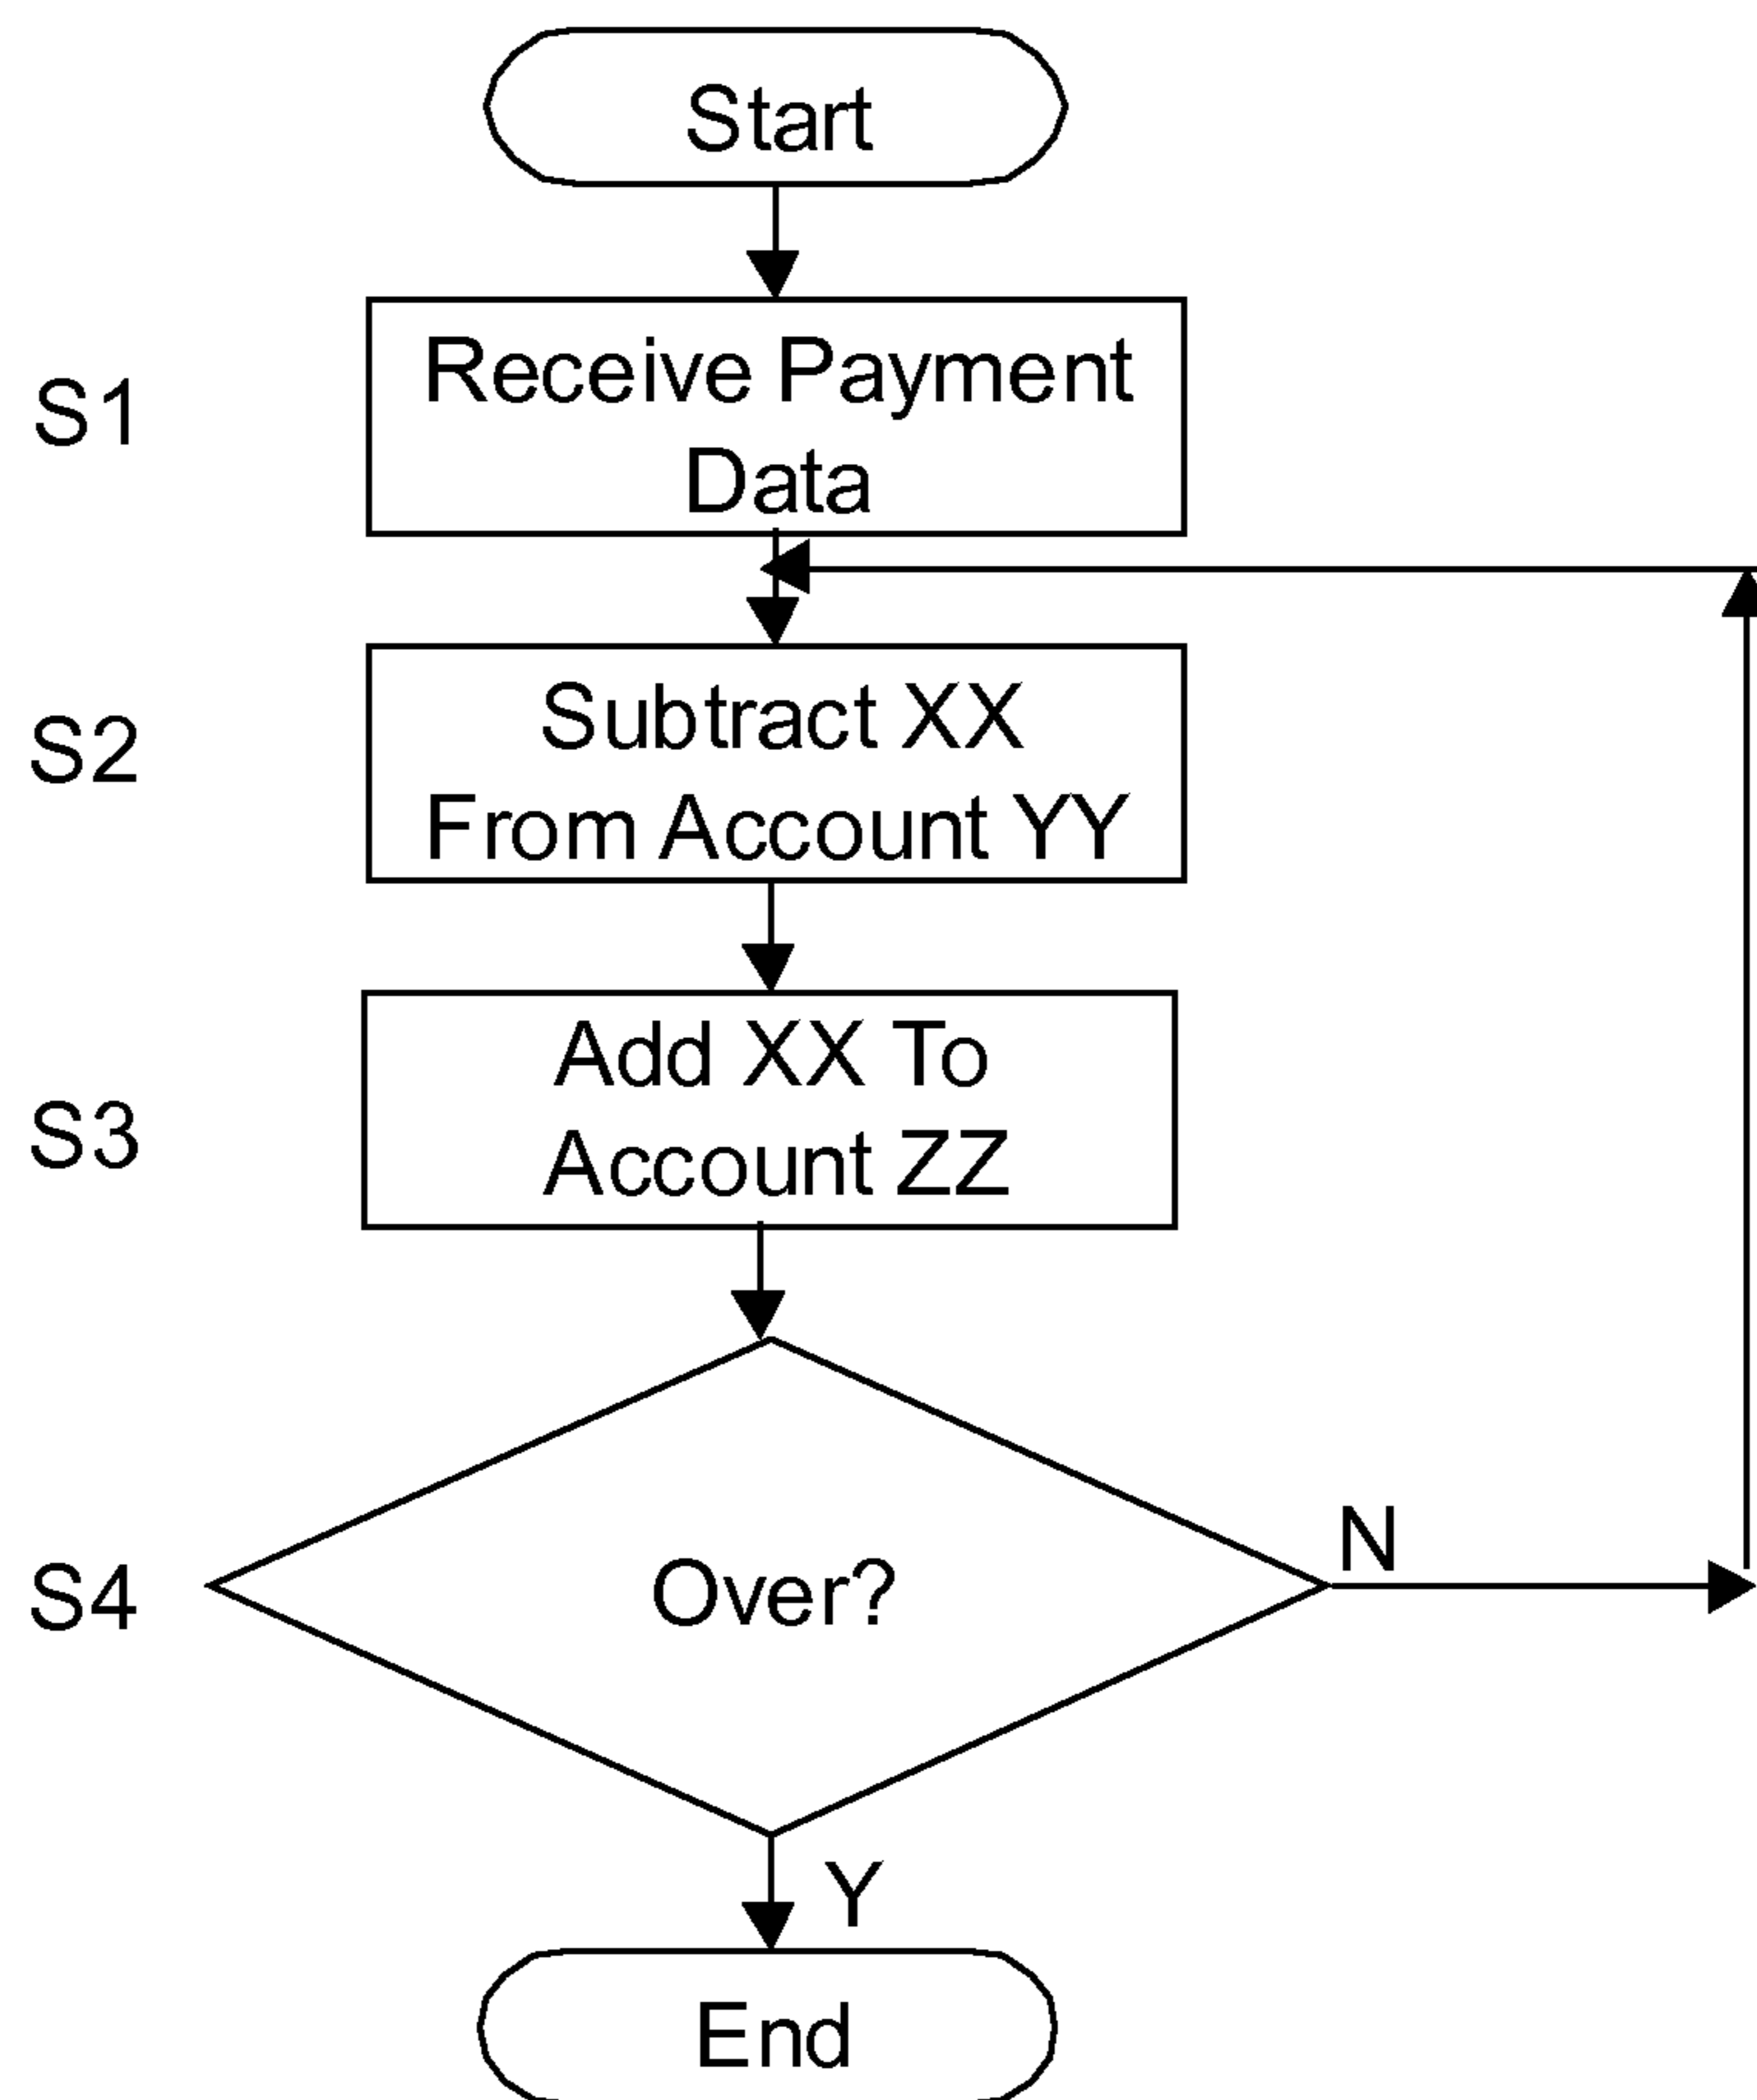 Start
S1
Receive Payment
Data
S2
Subtract XX
From Account YY
S3
Add XX To
Account ZZ
S4
Over?
N
Y
End